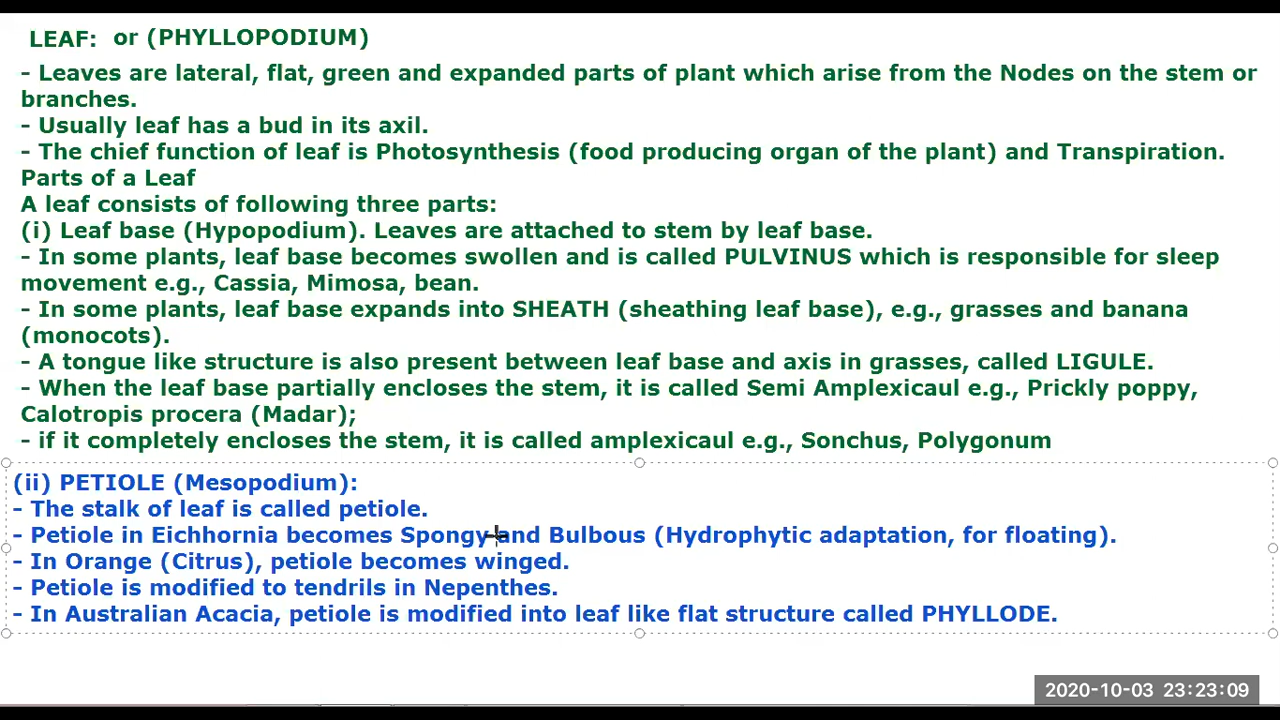 LEAF: or (PHYLLOPODIUM)
- Leaves are lateral, flat, green and expanded parts of plant which arise from the Nodes on the stem or
branches.
- Usually leaf has a bud in its axil.
- The chief function of leaf is Photosynthesis (food producing organ of the plant) and Transpiration.
Parts of a Leaf
A leaf consists of following three parts:
(i) Leaf base (Hypopodium). Leaves are attached to stem by leaf base.
- In some plants, leaf base becomes swollen and is called PULVINUS which is responsible for sleep
movement e.g., Cassia, Mimosa, bean.
- In some plants, leaf base expands into SHEATH (sheathing leaf base), e.g., grasses and banana
(monocots).
- A tongue like structure is also present between leaf base and axis in grasses, called LIGULE.
- When the leaf base partially encloses the stem, it is called Semi Amplexicaul e.g., Prickly poppy,
Calotropis procera (Madar);
- if it completely encloses the stem, it is called amplexicaul e.g., Sonchus, Polygonum
(ii) PETIOLE (Mesopodium):
- The stalk of leaf is called petiole.
- Petiole in Eichhornia becomes Spongy and Bulbous (Hydrophytic adaptation, for floating).
- In Orange (Citrus), petiole becomes winged.
- Petiole is modified to tendrils in Nepenthes.
- In Australian Acacia, petiole is modified into leaf like flat structure called PHYLLODE.
2020-10-03 23:23:09